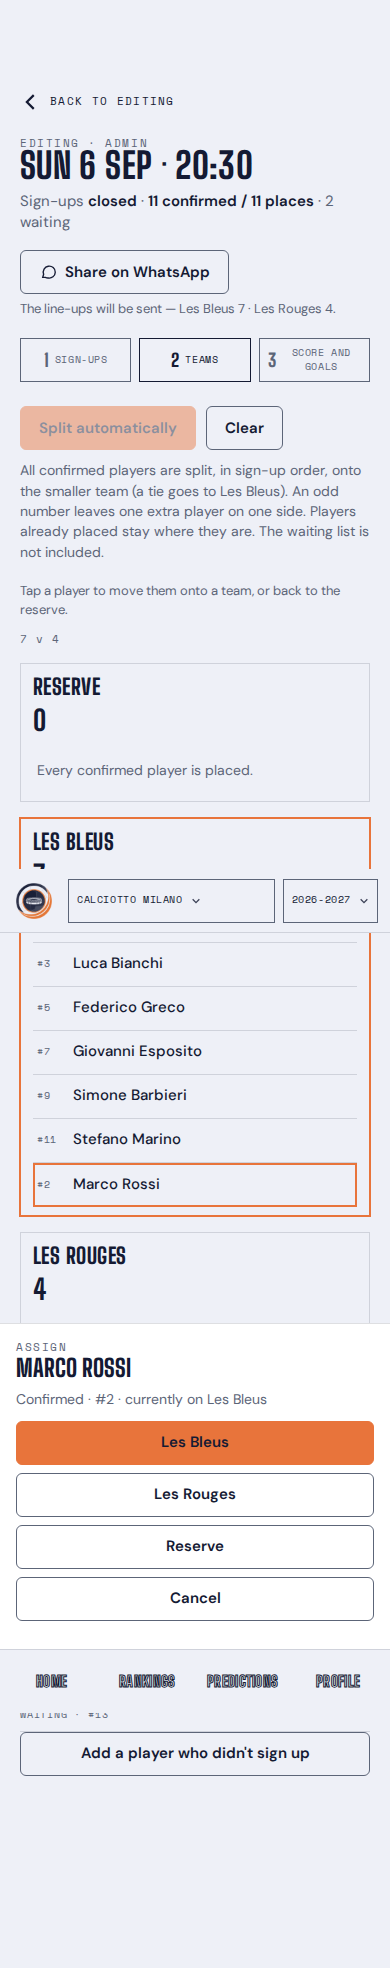 BACK TO EDITING
EDITING · ADMIN
SUN 6 SEP · 20:30
Sign-ups closed · 11 confirmed / 11 places · 2
waiting
Share on WhatsApp
The line-ups will be sent — Les Bleus 7 · Les Rouges 4.
1 SIGN-UPS
2 TEAMS
3 SCORE AND
GOALS
Split automatically
Clear
All confirmed players are split, in sign-up order, onto
the smaller team (a tie goes to Les Bleus). An odd
number leaves one extra player on one side. Players
already placed stay where they are. The waiting list is
not included.
Tap a player to move them onto a team, or back to the
reserve.
7 v 4
RESERVE
0
Every confirmed player is placed.
LES BLEUS
CALCIOTTO MILANO
2026-2027
#3 Luca Bianchi
#5 Federico Greco
#7 Giovanni Esposito
#9 Simone Barbieri
#11 Stefano Marino
#2 Marco Rossi
LES ROUGES
4
ASSIGN
MARCO ROSSI
Confirmed · #2 · currently on Les Bleus
Les Bleus
Les Rouges
Reserve
Cancel
HOME
RANKINGS
PREDICTIONS
PROFILE
WAITING · #13
Add a player who didn't sign up